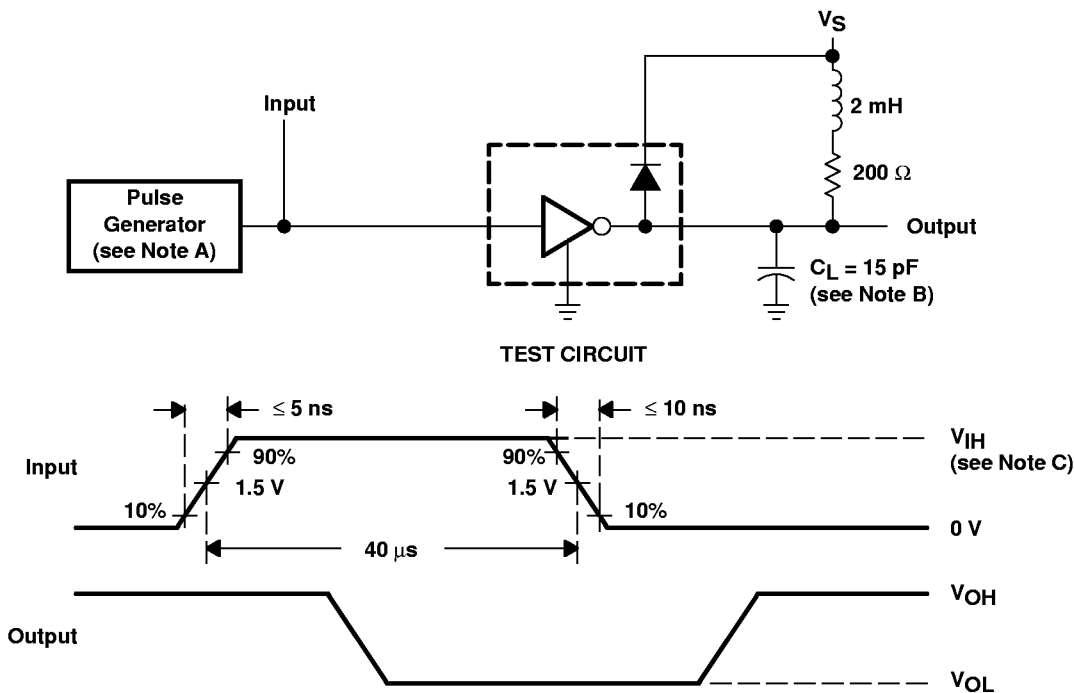 VS
2 mH
Input
200 Ω
Pulse
Generator
(see Note A)
Output
CL = 15 pF
(see Note B)
TEST CIRCUIT
≤ 5 ns
≤ 10 ns
VIH
(see Note C)
Input
90%
90%
1.5 V
1.5 V
10%
10%
0 V
40 μs
VOH
Output
VOL